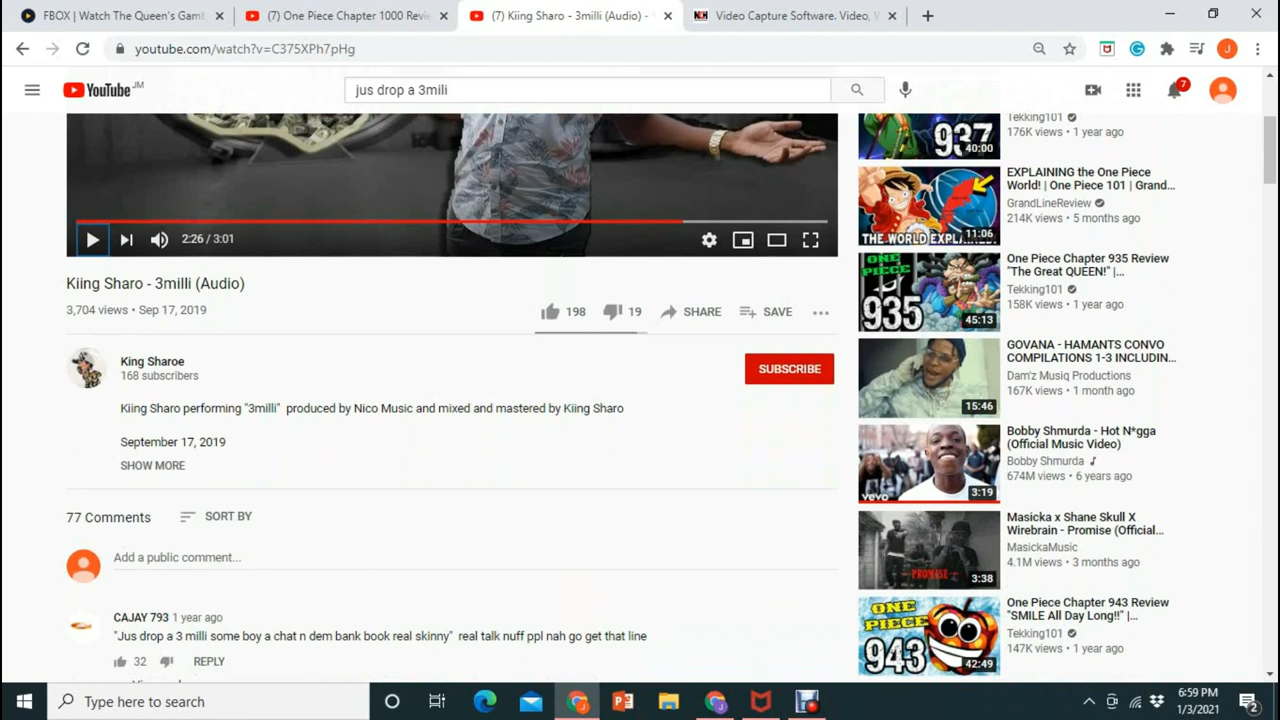 FBOX | Watch The Queen's Gamb
(7) One Piece Chapter 1000 Revie
(7) Kiing Sharo - 3milli (Audio) -
NCH Video Capture Software. Video, W
youtube.com/watch?v=C375XPh7pHg
YouTube JM
jus drop a 3mili
7
2:26 / 3:01
Kiing Sharo - 3milli (Audio)
3,704 views • Sep 17, 2019
198 19 SHARE SAVE
King Sharoe
168 subscribers
SUBSCRIBE
Kiing Sharo performing "3milli" produced by Nico Music and mixed and mastered by Kiing Sharo
September 17, 2019
SHOW MORE
77 Comments SORT BY
Add a public comment...
CAJAY 793 1 year ago
"Jus drop a 3 milli some boy a chat n dem bank book real skinny" real talk nuff ppl nah go get that line
32 REPLY
937
40:00
Tekking101
176K views • 1 year ago
THE WORLD EXPLAINED
11:06
EXPLAINING the One Piece
World! | One Piece 101 | Grand...
GrandLineReview
214K views • 5 months ago
ONE PIECE
935
45:13
One Piece Chapter 935 Review
"The Great QUEEN!" |...
Tekking101
158K views • 1 year ago
15:46
GOVANA - HAMANTS CONVO
COMPILATIONS 1-3 INCLUDIN...
Dam'z Musiq Productions
167K views • 1 month ago
vevo
3:19
Bobby Shmurda - Hot N*gga
(Official Music Video)
Bobby Shmurda
674M views • 6 years ago
PROMISE
3:38
Masicka x Shane Skull X
Wirebrain - Promise (Official...
MasickaMusic
4.1M views • 3 months ago
ONE PIECE
943
42:49
One Piece Chapter 943 Review
"SMILE All Day Long!!" |...
Tekking101
147K views • 1 year ago
Type here to search
6:59 PM
1/3/2021
2